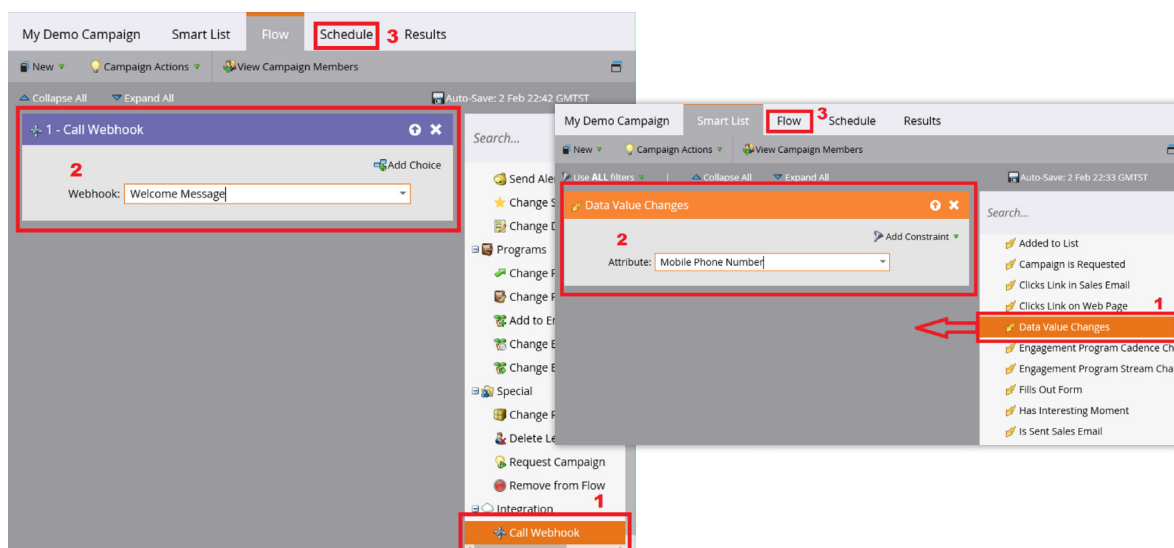 My Demo Campaign Smart List Flow Schedule 3 Results
New Campaign Actions View Campaign Members
Collapse All Expand All Auto-Save: 2 Feb 22:42 GMTST
1 - Call Webhook
2
Add Choice
Webhook: Welcome Message
Search...
Send Ale
Change S
Change D
Programs
Change P
Change P
Add to En
Change E
Change E
Special
Change R
Delete Le
Request Campaign
Remove from Flow
Integration
1
Call Webhook
My Demo Campaign Smart List Flow 3 Schedule Results
New Campaign Actions View Campaign Members
Use ALL filters Collapse All Expand All Auto-Save: 2 Feb 22:33 GMTST
Data Value Changes
2
Add Constraint
Attribute: Mobile Phone Number
Search...
Added to List
Campaign is Requested
Clicks Link in Sales Email
Clicks Link on Web Page
1
Data Value Changes
Engagement Program Cadence Ch
Engagement Program Stream Cha
Fills Out Form
Has Interesting Moment
Is Sent Sales Email